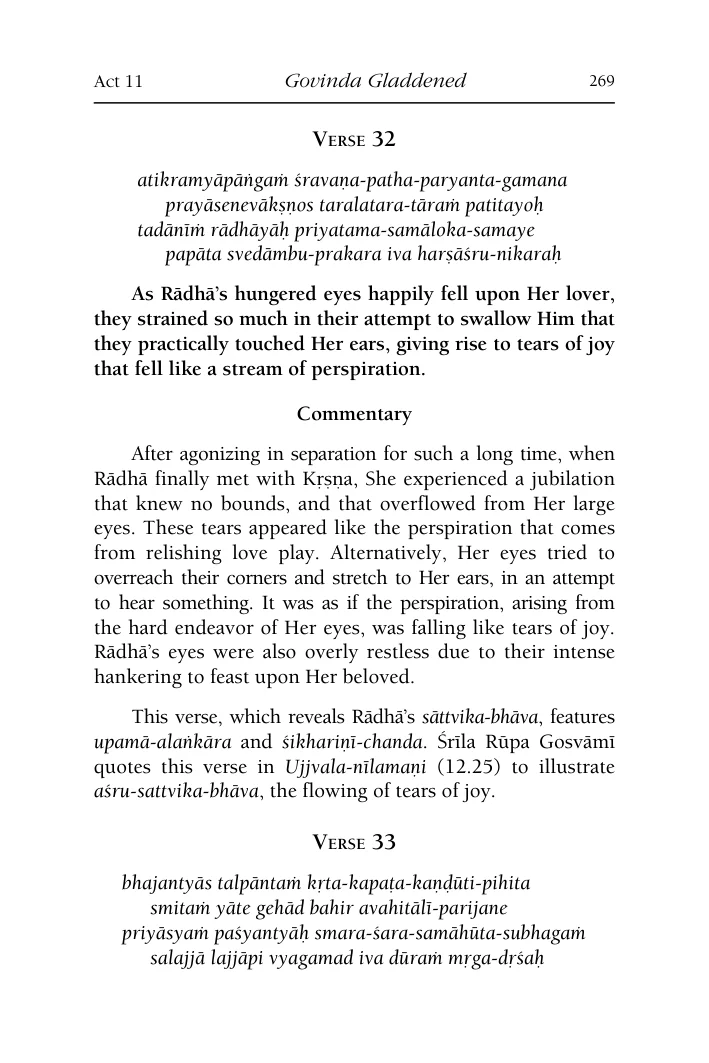 Act 11 Govinda Gladdened 269
Verse 32
atikramyāpāṅgaṁ śravaṇa-patha-paryanta-gamana
prayāsenevākṣṇos taralatara-tāraṁ patitayoḥ
tadānīṁ rādhāyāḥ priyatama-samāloka-samaye
papāta svedāmbu-prakara iva harṣāśru-nikaraḥ
As Rādhā's hungered eyes happily fell upon Her lover,
they strained so much in their attempt to swallow Him that
they practically touched Her ears, giving rise to tears of joy
that fell like a stream of perspiration.
Commentary
After agonizing in separation for such a long time, when
Rādhā finally met with Kṛṣṇa, She experienced a jubilation
that knew no bounds, and that overflowed from Her large
eyes. These tears appeared like the perspiration that comes
from relishing love play. Alternatively, Her eyes tried to
overreach their corners and stretch to Her ears, in an attempt
to hear something. It was as if the perspiration, arising from
the hard endeavor of Her eyes, was falling like tears of joy.
Rādhā's eyes were also overly restless due to their intense
hankering to feast upon Her beloved.
This verse, which reveals Rādhā's sāttvika-bhāva, features
upamā-alaṅkāra and śikhariṇī-chanda. Śrīla Rūpa Gosvāmī
quotes this verse in Ujjvala-nīlamaṇi (12.25) to illustrate
aśru-sattvika-bhāva, the flowing of tears of joy.
Verse 33
bhajantyās talpāntaṁ kṛta-kapaṭa-kaṇḍūti-pihita
smitaṁ yāte gehād bahir avahitālī-parijane
priyāsyaṁ paśyantyāḥ smara-śara-samāhūta-subhagaṁ
salajjā lajjāpi vyagamad iva dūraṁ mṛga-dṛśaḥ